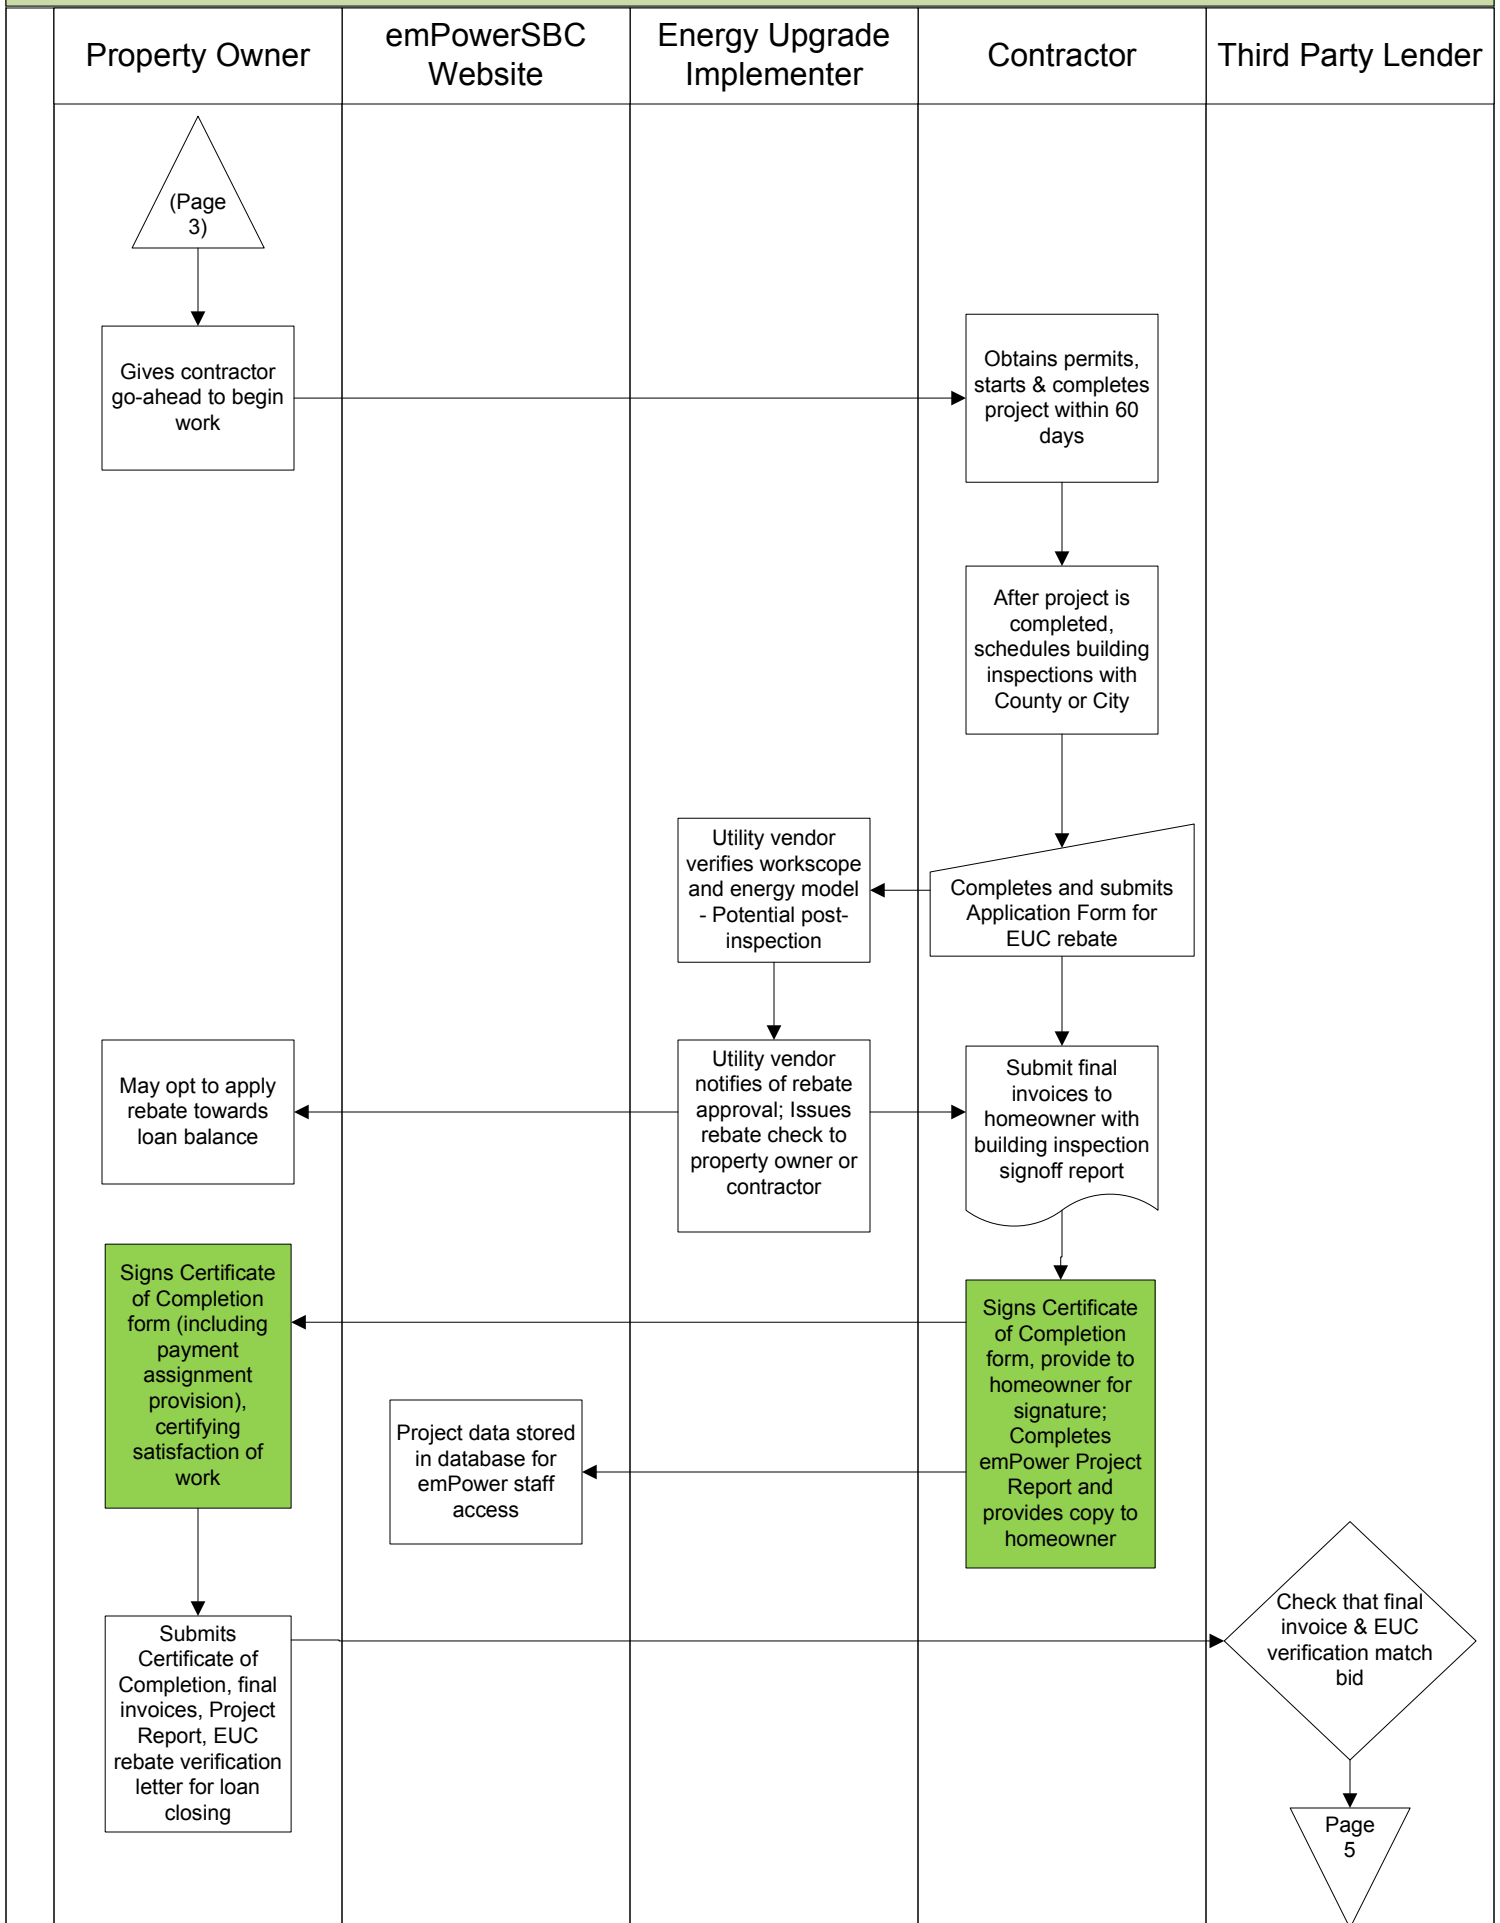 Property Owner
emPowerSBC
Website
Energy Upgrade
Implementer
Contractor
Third Party Lender
(Page
3)
Gives contractor
go-ahead to begin
work
Obtains permits,
starts & completes
project within 60
days
After project is
completed,
schedules building
inspections with
County or City
Utility vendor
verifies workscope
and energy model
- Potential post-
inspection
Completes and submits
Application Form for
EUC rebate
May opt to apply
rebate towards
loan balance
Utility vendor
notifies of rebate
approval; Issues
rebate check to
property owner or
contractor
Submit final
invoices to
homeowner with
building inspection
signoff report
Signs Certificate
of Completion
form (including
payment
assignment
provision),
certifying
satisfaction of
work
Project data stored
in database for
emPower staff
access
Signs Certificate
of Completion
form, provide to
homeowner for
signature;
Completes
emPower Project
Report and
provides copy to
homeowner
Submits
Certificate of
Completion, final
invoices, Project
Report, EUC
rebate verification
letter for loan
closing
Check that final
invoice & EUC
verification match
bid
Page
5